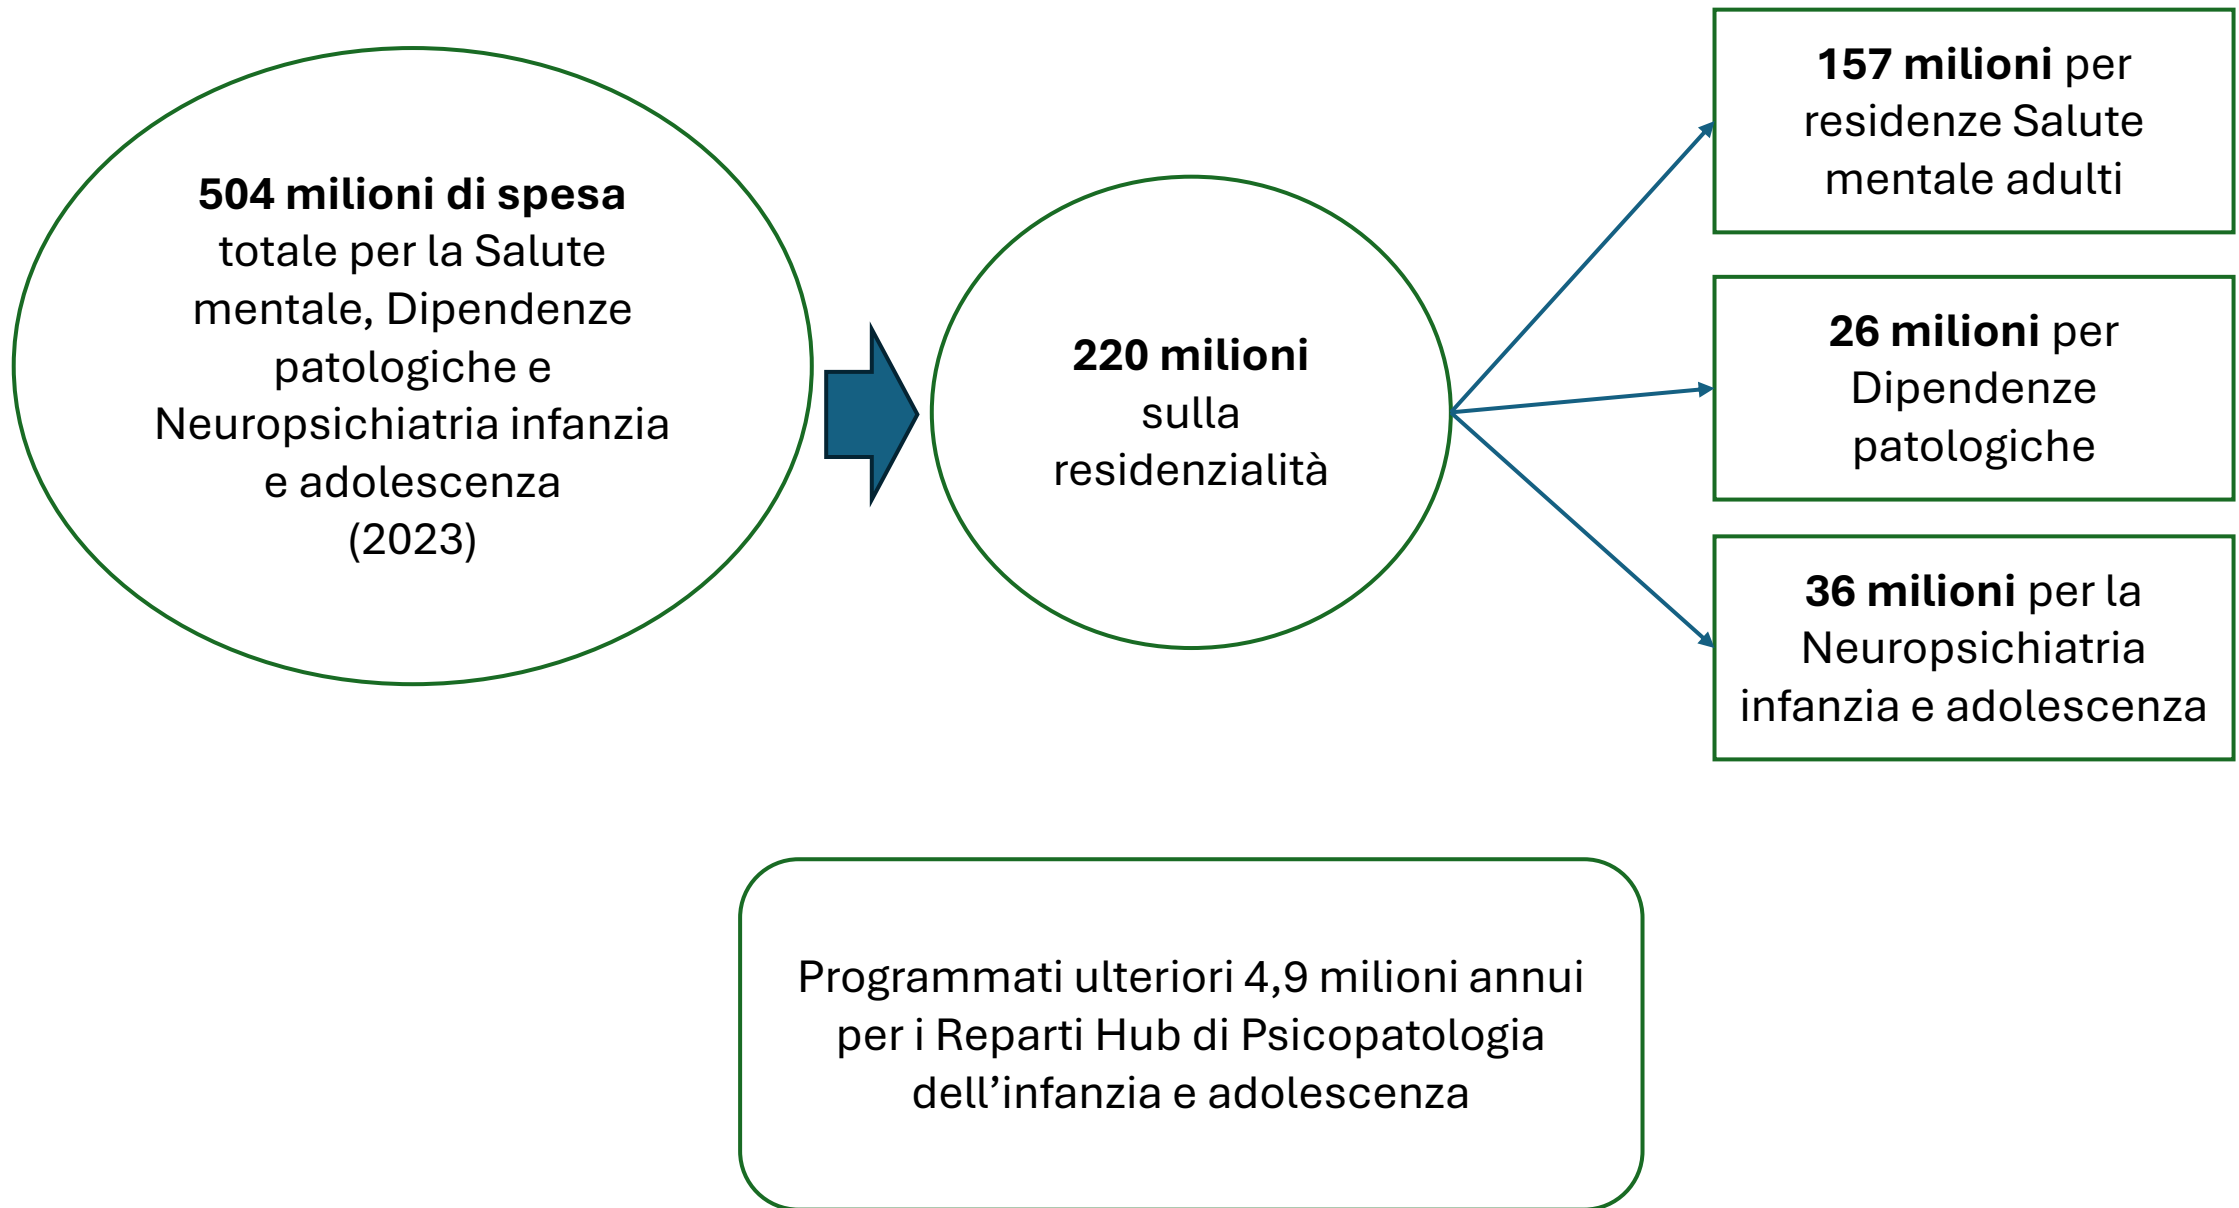 504 milioni di spesa
totale per la Salute
mentale, Dipendenze
patologiche e
Neuropsichiatria infanzia
e adolescenza
(2023)
220 milioni
sulla
residenzialità
157 milioni per
residenze Salute
mentale adulti
26 milioni per
Dipendenze
patologiche
36 milioni per la
Neuropsichiatria
infanzia e adolescenza
Programmati ulteriori 4,9 milioni annui
per i Reparti Hub di Psicopatologia
dell’infanzia e adolescenza